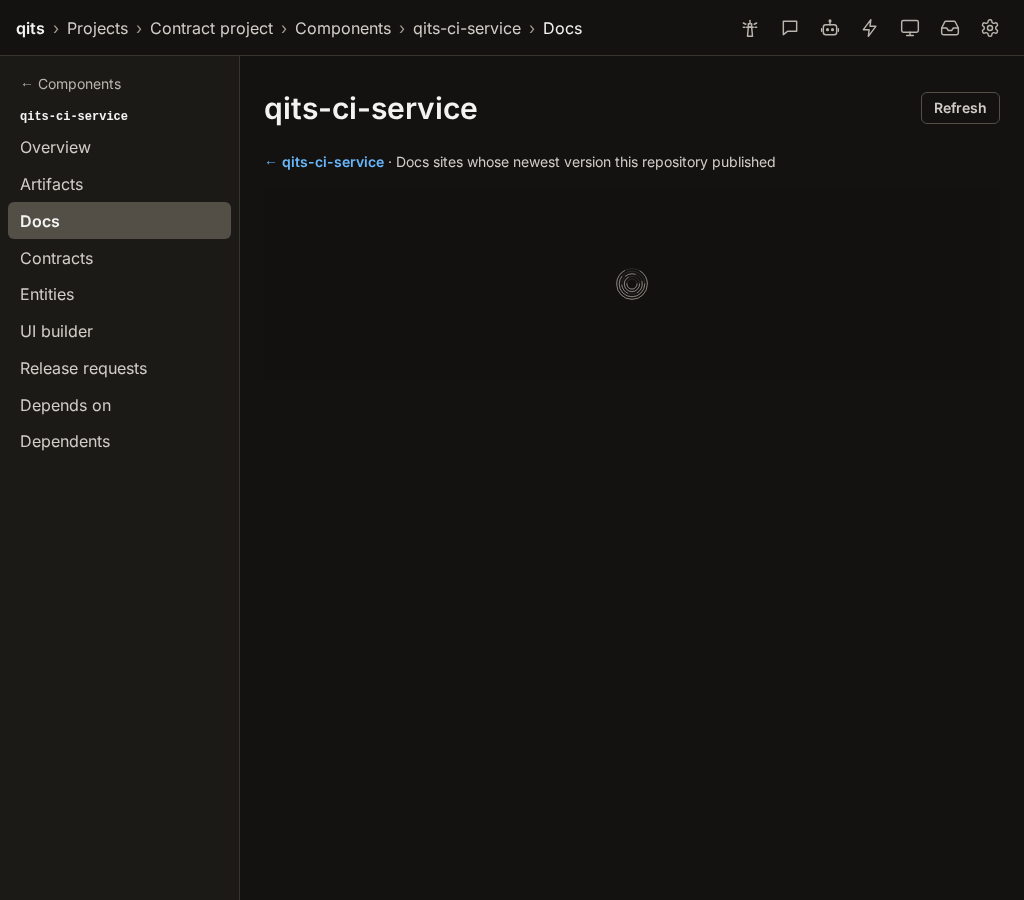 qits › Projects › Contract project › Components › qits-ci-service › Docs
← Components
qits-ci-service
Overview
Artifacts
Docs
Contracts
Entities
UI builder
Release requests
Depends on
Dependents
qits-ci-service
Refresh
← qits-ci-service · Docs sites whose newest version this repository published